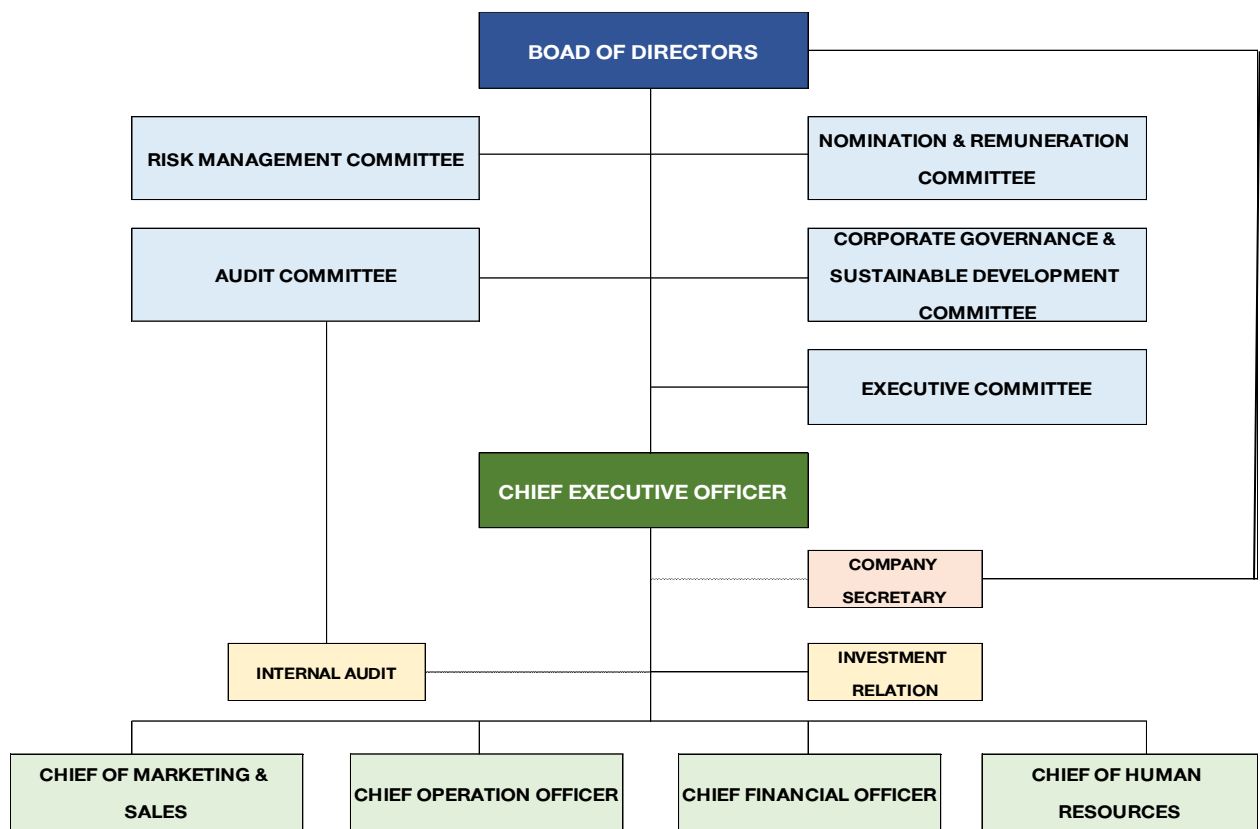 BOAD OF DIRECTORS
RISK MANAGEMENT COMMITTEE
NOMINATION & REMUNERATION
COMMITTEE
AUDIT COMMITTEE
CORPORATE GOVERNANCE &
SUSTAINABLE DEVELOPMENT
COMMITTEE
EXECUTIVE COMMITTEE
CHIEF EXECUTIVE OFFICER
COMPANY
SECRETARY
INTERNAL AUDIT
INVESTMENT
RELATION
CHIEF OF MARKETING &
SALES
CHIEF OPERATION OFFICER
CHIEF FINANCIAL OFFICER
CHIEF OF HUMAN
RESOURCES